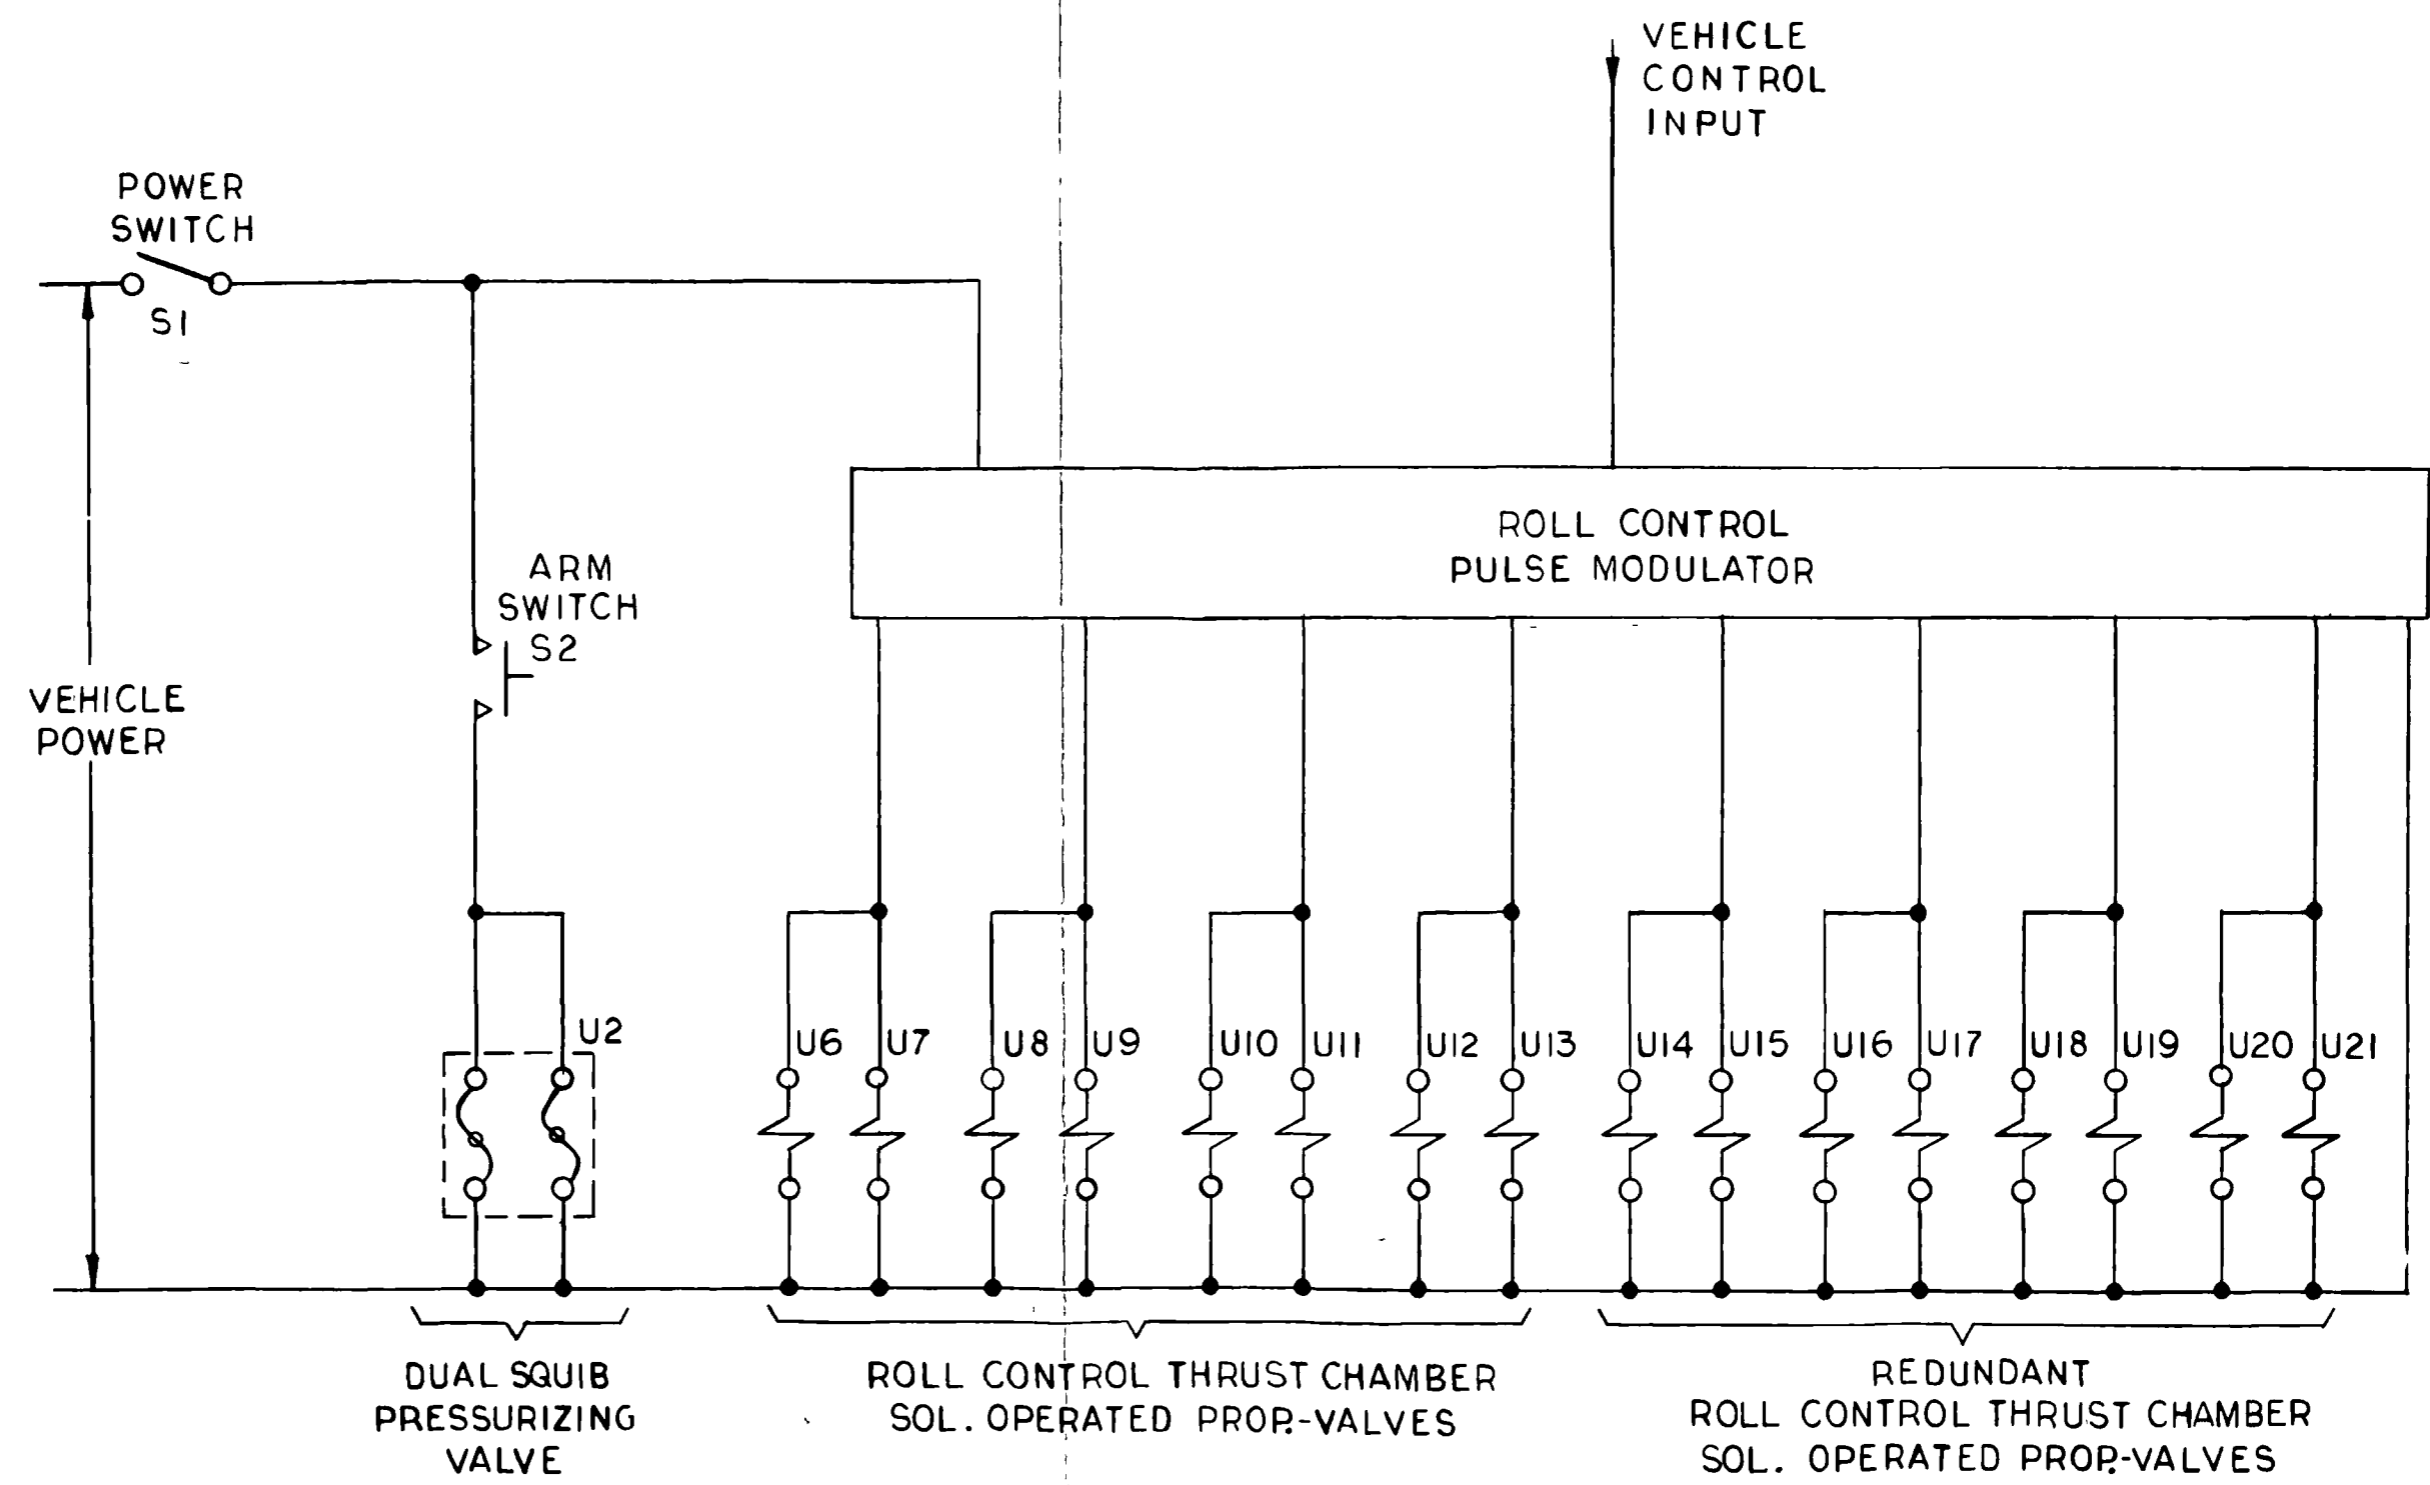 VEHICLE
CONTROL
INPUT
POWER
SWITCH
S1
ROLL CONTROL
PULSE MODULATOR
ARM
SWITCH
S2
VEHICLE
POWER
U2
U6 U7 U8 U9 U10 U11 U12 U13 U14 U15 U16 U17 U18 U19 U20 U21
DUAL SQUIB
PRESSURIZING
VALVE
ROLL CONTROL THRUST CHAMBER
SOL. OPERATED PROP.-VALVES
REDUNDANT
ROLL CONTROL THRUST CHAMBER
SOL. OPERATED PROP.-VALVES